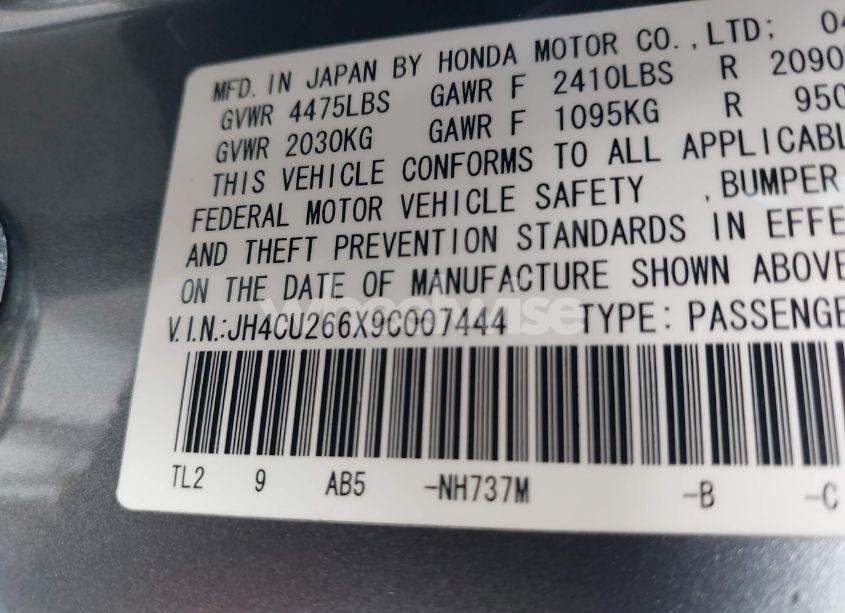 MFD. IN JAPAN BY HONDA MOTOR CO.,LTD; 04
GVWR 4475LBS GAWR F 2410LBS R 2090
GVWR 2030KG GAWR F 1095KG R 950
THIS VEHICLE CONFORMS TO ALL APPLICABL
FEDERAL MOTOR VEHICLE SAFETY ,BUMPER
AND THEFT PREVENTION STANDARDS IN EFFE
ON THE DATE OF MANUFACTURE SHOWN ABOVE
V.I.N.:JH4CU266X9C007444 TYPE: PASSENGE
TL2 9 AB5 -NH737M -B -C